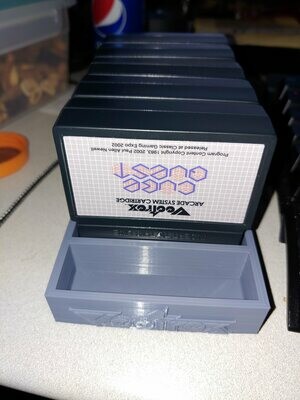 Vectrex
ARCADE SYSTEM CARTRIDGE
CUBE
QUEST
Program Content Copyright 1983, 2002 Paul Allen Newell
Released at Classic Gaming Expo 2002
Vectrex